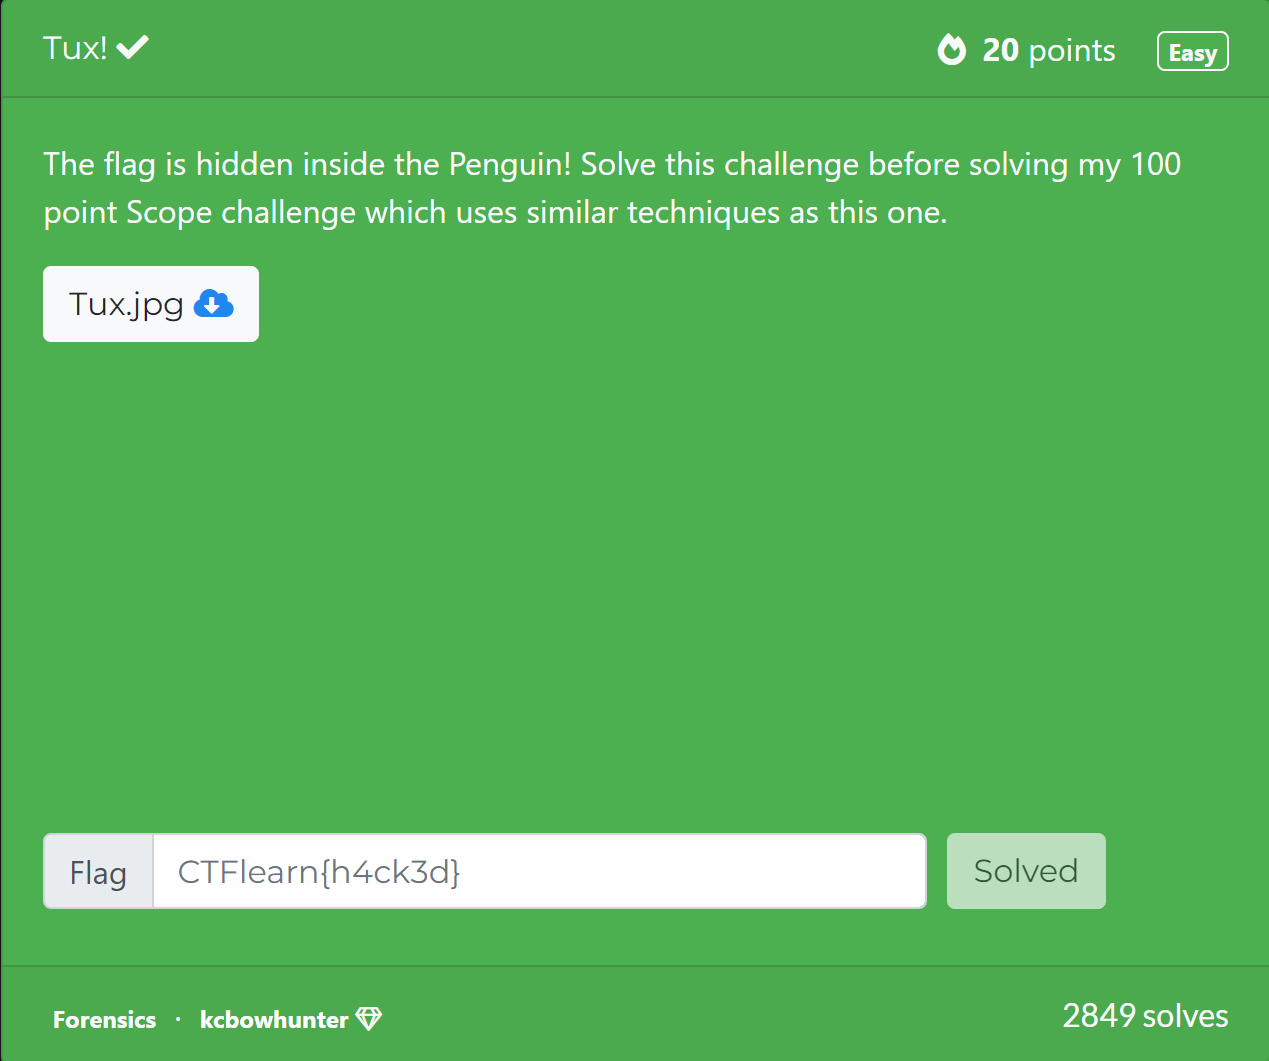 Tux!
20 points
Easy
The flag is hidden inside the Penguin! Solve this challenge before solving my 100
point Scope challenge which uses similar techniques as this one.
Tux.jpg
Flag
CTFlearn{h4ck3d}
Solved
Forensics · kcbowhunter
2849 solves